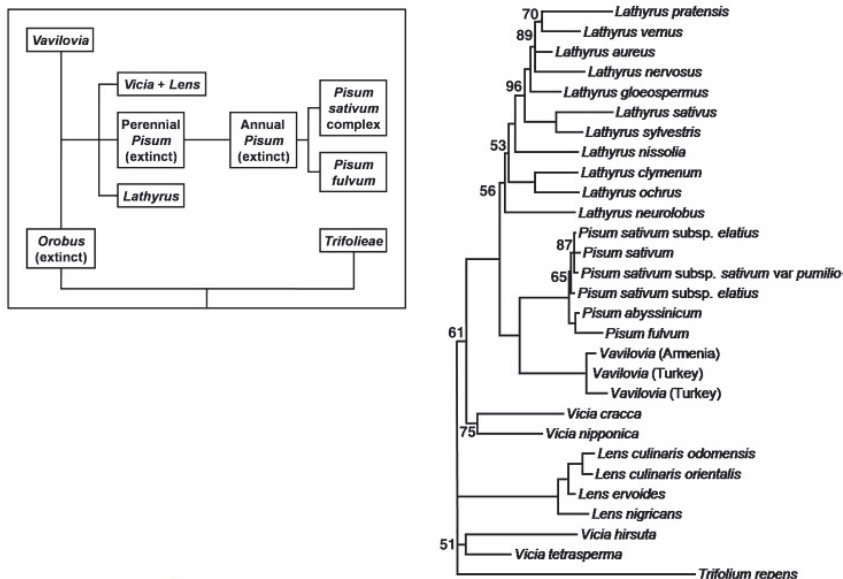 Vavilovia
Vicia + Lens
Perennial
Pisum
(extinct)
Annual
Pisum
(extinct)
Pisum
sativum
complex
Pisum
fulvum
Lathyrus
Orobus
(extinct)
Trifolieae
70
Lathyrus pratensis
Lathyrus vernus
89
Lathyrus aureus
Lathyrus nervosus
96
Lathyrus gloeospermus
Lathyrus sativus
Lathyrus sylvestris
53
Lathyrus nissolia
Lathyrus clymenum
56
Lathyrus ochrus
Lathyrus neurolobus
Pisum sativum subsp. elatius
87
Pisum sativum
Pisum sativum subsp. sativum var pumilio
65
Pisum sativum subsp. elatius
Pisum abyssinicum
61
Pisum fulvum
Vavilovia (Armenia)
Vavilovia (Turkey)
Vavilovia (Turkey)
Vicia cracca
75
Vicia nipponica
Lens culinaris odomensis
Lens culinaris orientalis
Lens ervoides
Lens nigricans
Vicia hirsuta
51
Vicia tetrasperma
Trifolium repens